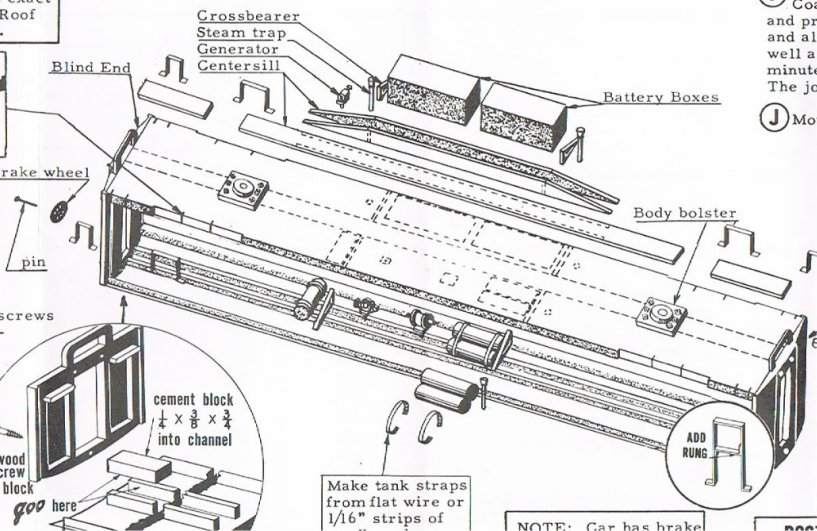 exact
Roof
Crossbearer
Steam trap
Generator
Centersill
Blind End
Battery Boxes
Coa
and pr
and al
well a
minute
The jo
J Mo
rake wheel
pin
Body bolster
screws
cement block
1/4 x 3/8 x 3/4
into channel
wood
crew
block
goo here
ADD
RUNG
Make tank straps
from flat wire or
1/16" strips of
NOTE: Car has brake